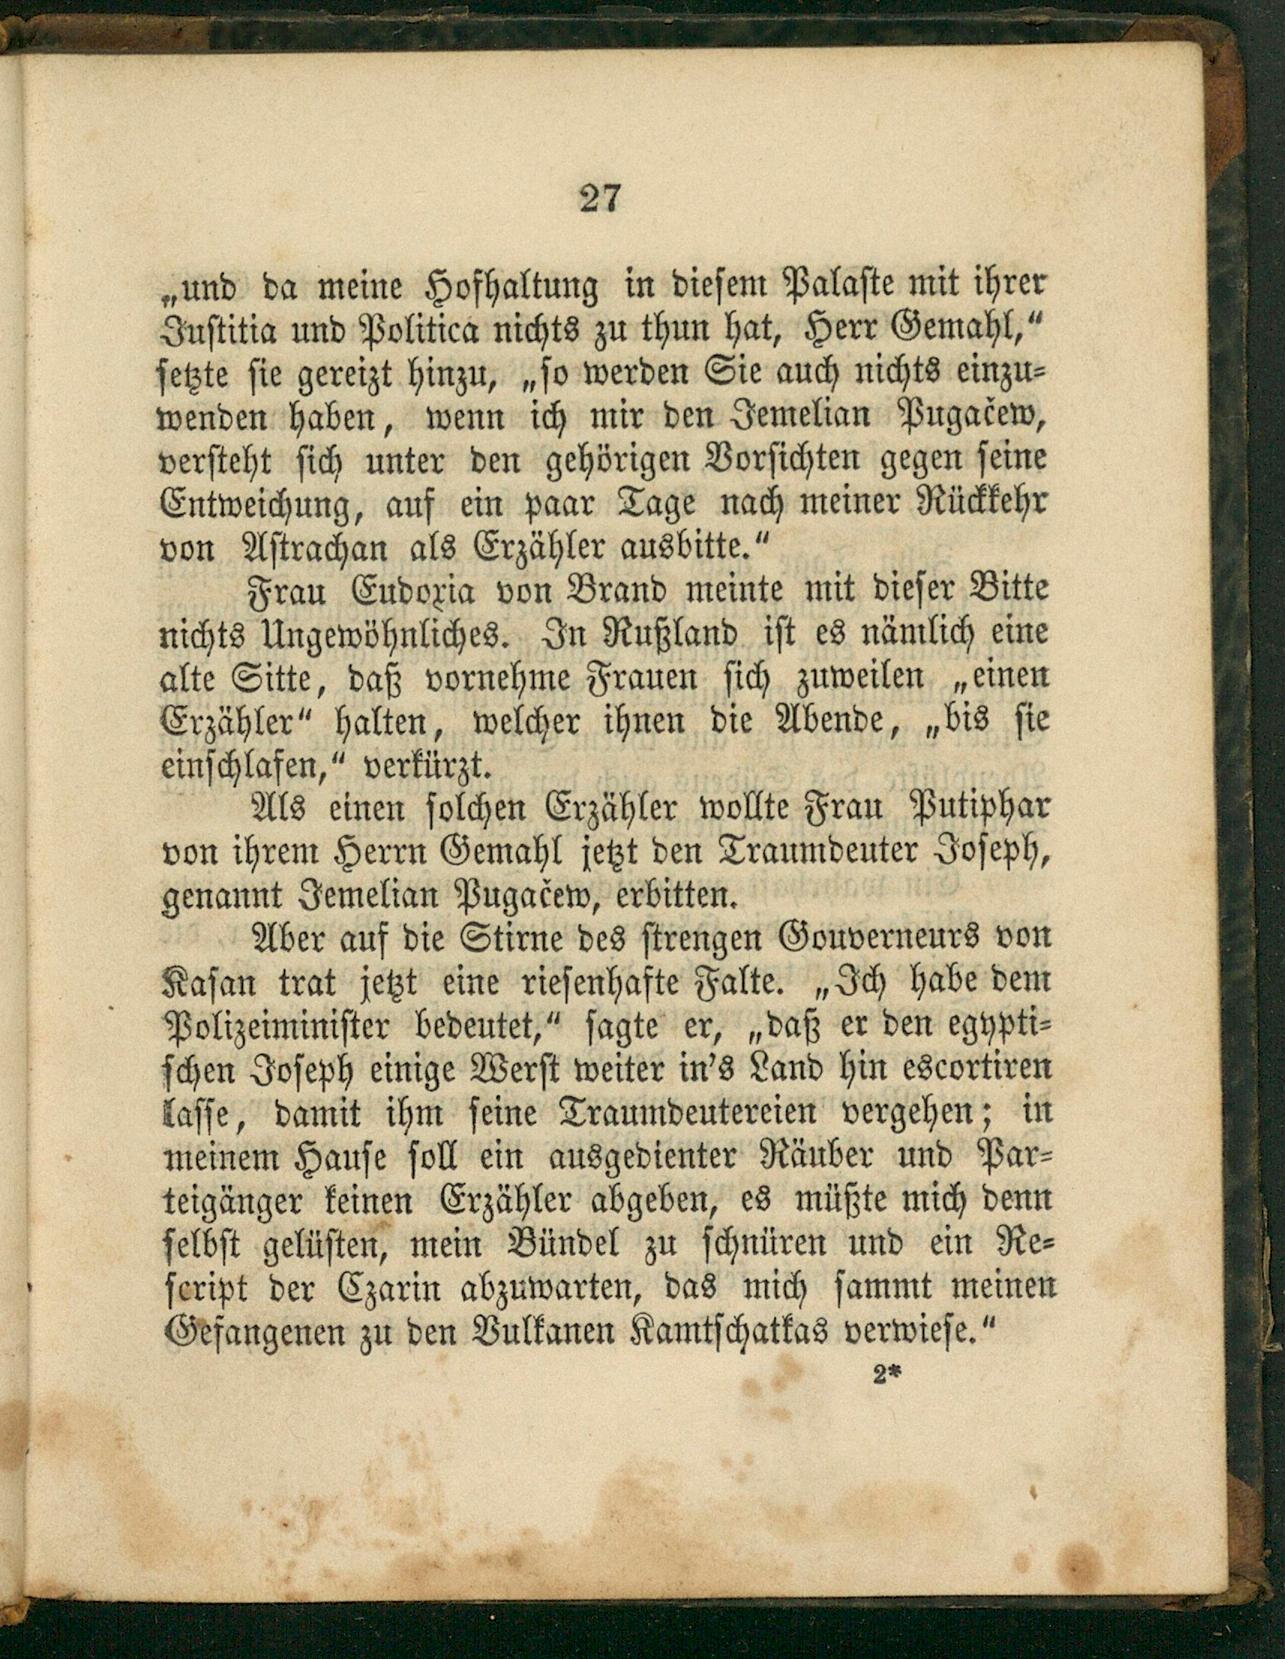 27
„und da meine Hofhaltung in diesem Palaste mit ihrer
Justitia und Politica nichts zu thun hat, Herr Gemahl,“
setzte sie gereizt hinzu, „so werden Sie auch nichts einzu=
wenden haben, wenn ich mir den Jemelian Pugačew,
versteht sich unter den gehörigen Vorsichten gegen seine
Entweichung, auf ein paar Tage nach meiner Rückkehr
von Astrachan als Erzähler ausbitte.“
Frau Eudoxia von Brand meinte mit dieser Bitte
nichts Ungewöhnliches. In Rußland ist es nämlich eine
alte Sitte, daß vornehme Frauen sich zuweilen „einen
Erzähler“ halten, welcher ihnen die Abende, „bis sie
einschlafen,“ verkürzt.
Als einen solchen Erzähler wollte Frau Putiphar
von ihrem Herrn Gemahl jetzt den Traumdeuter Joseph,
genannt Jemelian Pugačew, erbitten.
Aber auf die Stirne des strengen Gouverneurs von
Kasan trat jetzt eine riesenhafte Falte. „Ich habe dem
Polizeiminister bedeutet,“ sagte er, „daß er den egypti=
schen Joseph einige Werst weiter in’s Land hin escortiren
lasse, damit ihm seine Traumdeutereien vergehen; in
meinem Hause soll ein ausgedienter Räuber und Par=
teigänger keinen Erzähler abgeben, es müßte mich denn
selbst gelüsten, mein Bündel zu schnüren und ein Re=
script der Czarin abzuwarten, das mich sammt meinen
Gefangenen zu den Vulkanen Kamtschatkas verwiese.“
2*